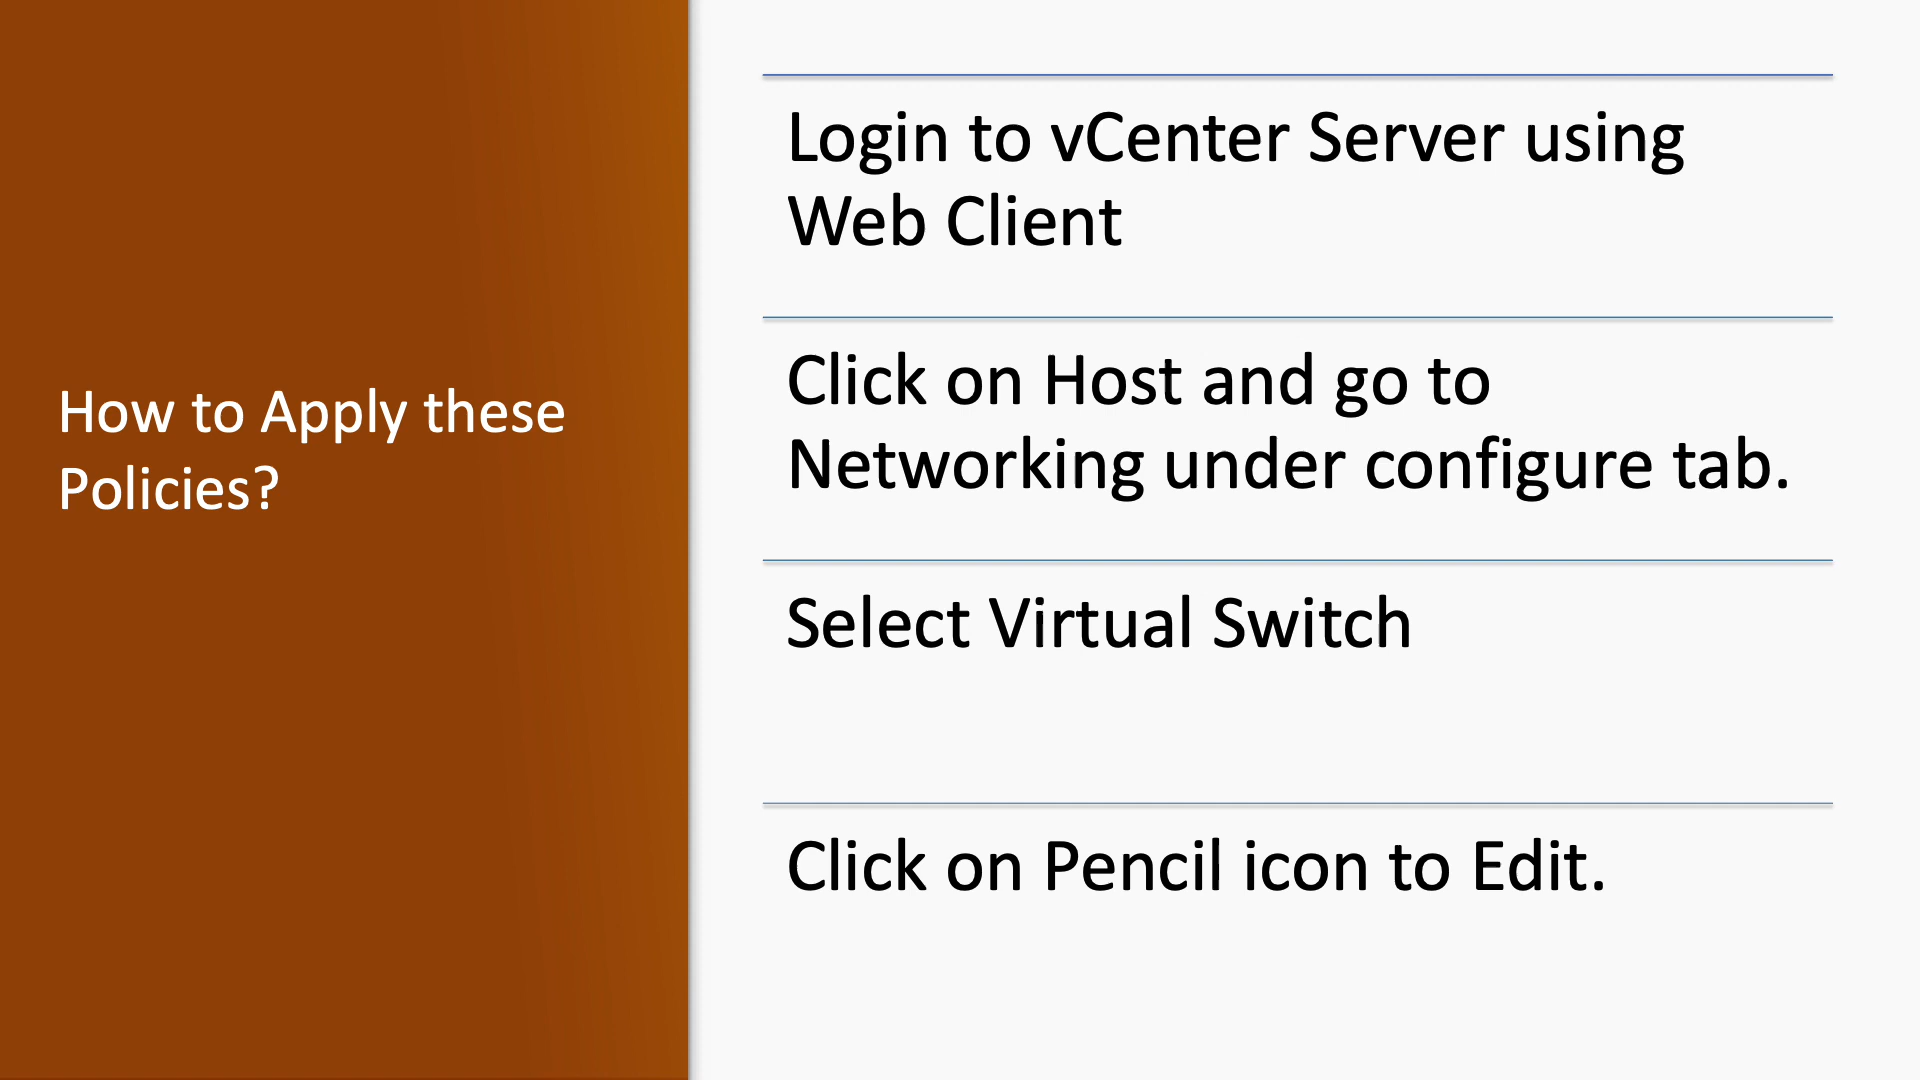 How to Apply these
Policies?
Login to vCenter Server using
Web Client
Click on Host and go to
Networking under configure tab.
Select Virtual Switch
Click on Pencil icon to Edit.